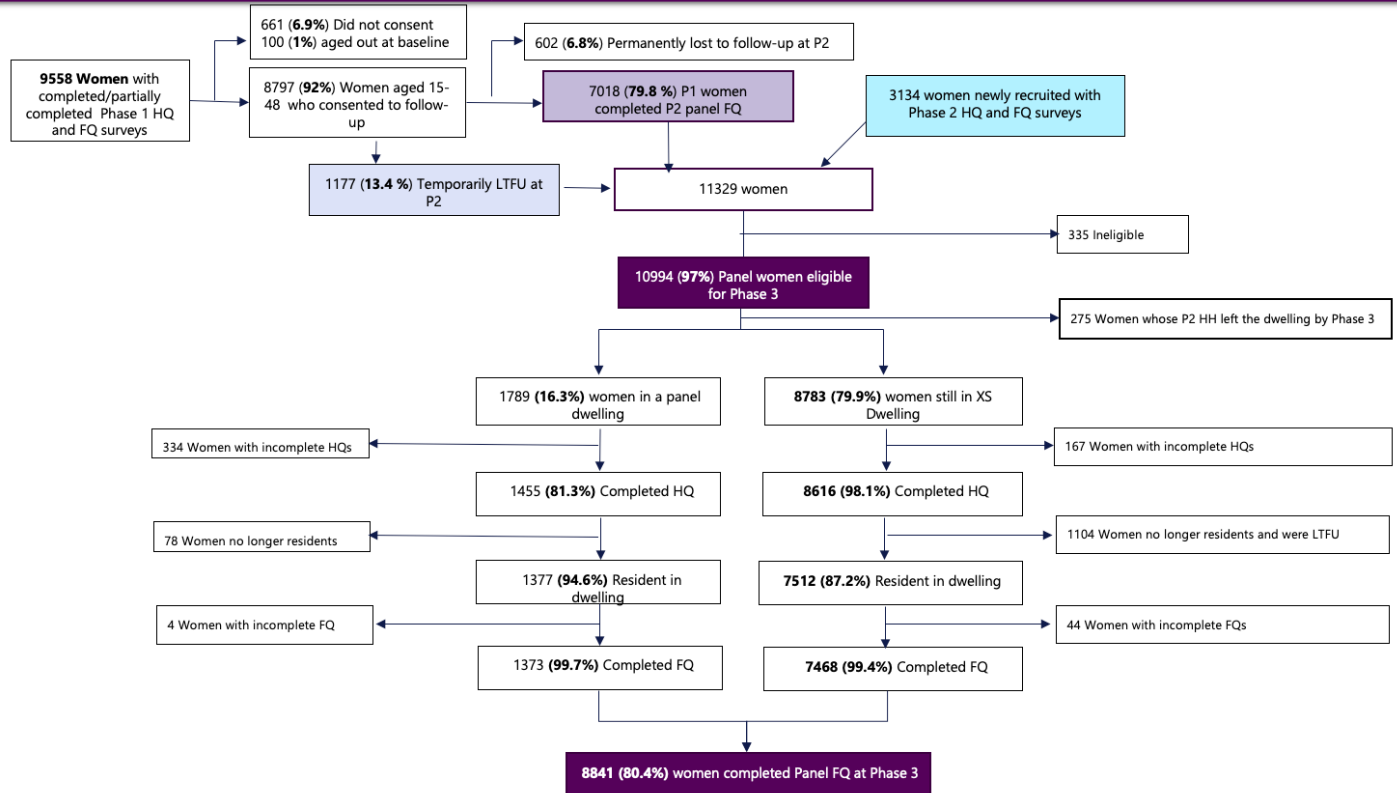 661 (6.9%) Did not consent
100 (1%) aged out at baseline
602 (6.8%) Permanently lost to follow-up at P2
9558 Women with
completed/partially
completed Phase 1 HQ
and FQ surveys
8797 (92%) Women aged 15-
48 who consented to follow-
up
7018 (79.8 %) P1 women
completed P2 panel FQ
3134 women newly recruited with
Phase 2 HQ and FQ surveys
1177 (13.4 %) Temporarily LTFU at
P2
11329 women
335 Ineligible
10994 (97%) Panel women eligible
for Phase 3
275 Women whose P2 HH left the dwelling by Phase 3
1789 (16.3%) women in a panel
dwelling
8783 (79.9%) women still in XS
Dwelling
334 Women with incomplete HQs
167 Women with incomplete HQs
1455 (81.3%) Completed HQ
8616 (98.1%) Completed HQ
78 Women no longer residents
1104 Women no longer residents and were LTFU
1377 (94.6%) Resident in
dwelling
7512 (87.2%) Resident in dwelling
4 Women with incomplete FQ
44 Women with incomplete FQs
1373 (99.7%) Completed FQ
7468 (99.4%) Completed FQ
8841 (80.4%) women completed Panel FQ at Phase 3